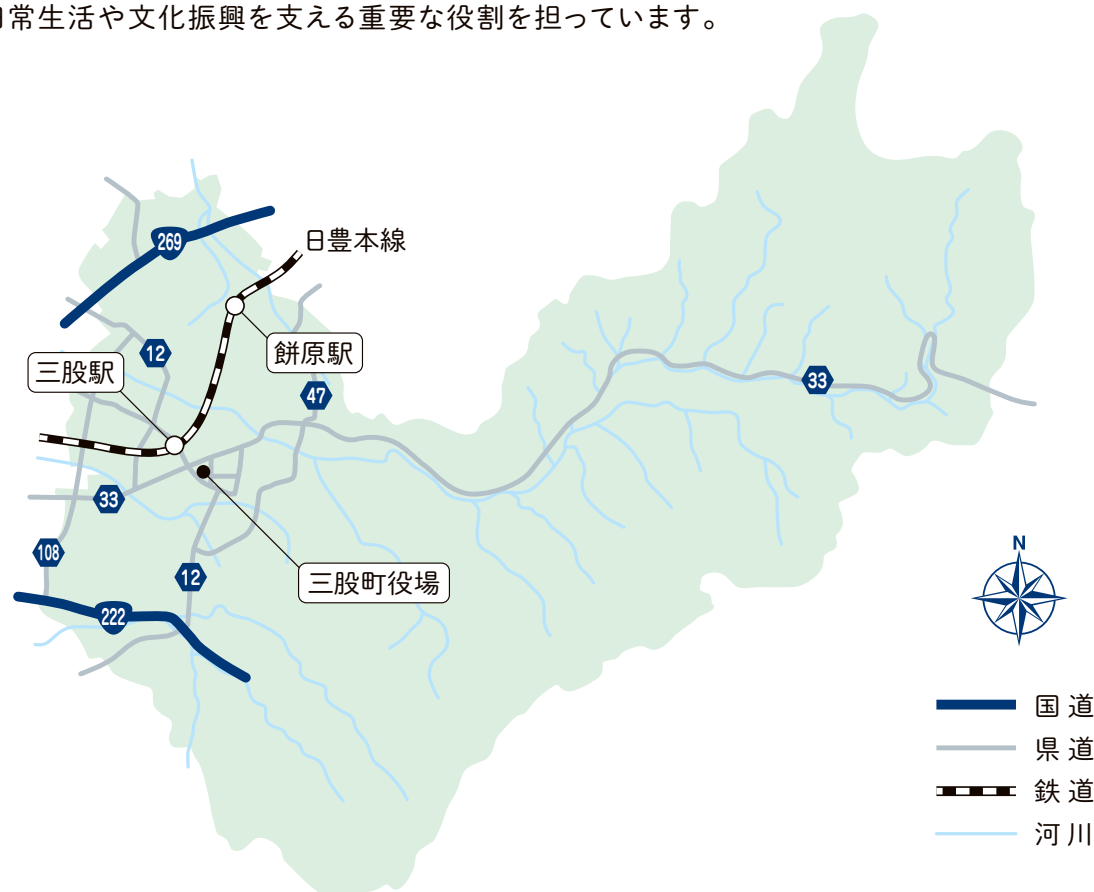 日常生活や文化振興を支える重要な役割を担っています。
269
日豊本線
餅原駅
12
三股駅
47
33
33
108
12
三股町役場
222
N
国道
県道
鉄道
河川